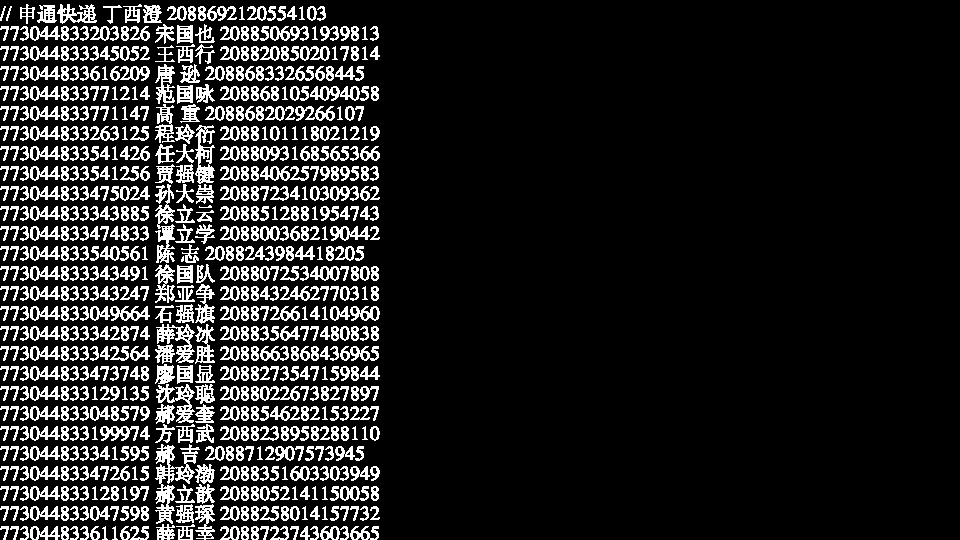 // 申通快递 丁西澄 2088692120554103
773044833203826 宋国也 2088506931939813
773044833345052 王西行 2088208502017814
773044833616209 唐 逊 2088683326568445
773044833771214 范国咏 2088681054094058
773044833771147 高 重 2088682029266107
773044833263125 程玲衍 2088101118021219
773044833541426 任大柯 2088093168565366
773044833541256 贾强键 2088406257989583
773044833475024 孙大崇 2088723410309362
773044833343885 徐立云 2088512881954743
773044833474833 谭立学 2088003682190442
773044833540561 陈 志 2088243984418205
773044833343491 徐国队 2088072534007808
773044833343247 郑亚争 2088432462770318
773044833049664 石强旗 2088726614104960
773044833342874 薛玲冰 2088356477480838
773044833342564 潘爱胜 2088663868436965
773044833473748 廖国显 2088273547159844
773044833129135 沈玲聪 2088022673827897
773044833048579 郝爱奎 2088546282153227
773044833199974 方西武 2088238958288110
773044833341595 郝 吉 2088712907573945
773044833472615 韩玲渤 2088351603303949
773044833128197 郝立歆 2088052141150058
773044833047598 黄强琛 2088258014157732
773044833611625 薛西幸 2088723743603665